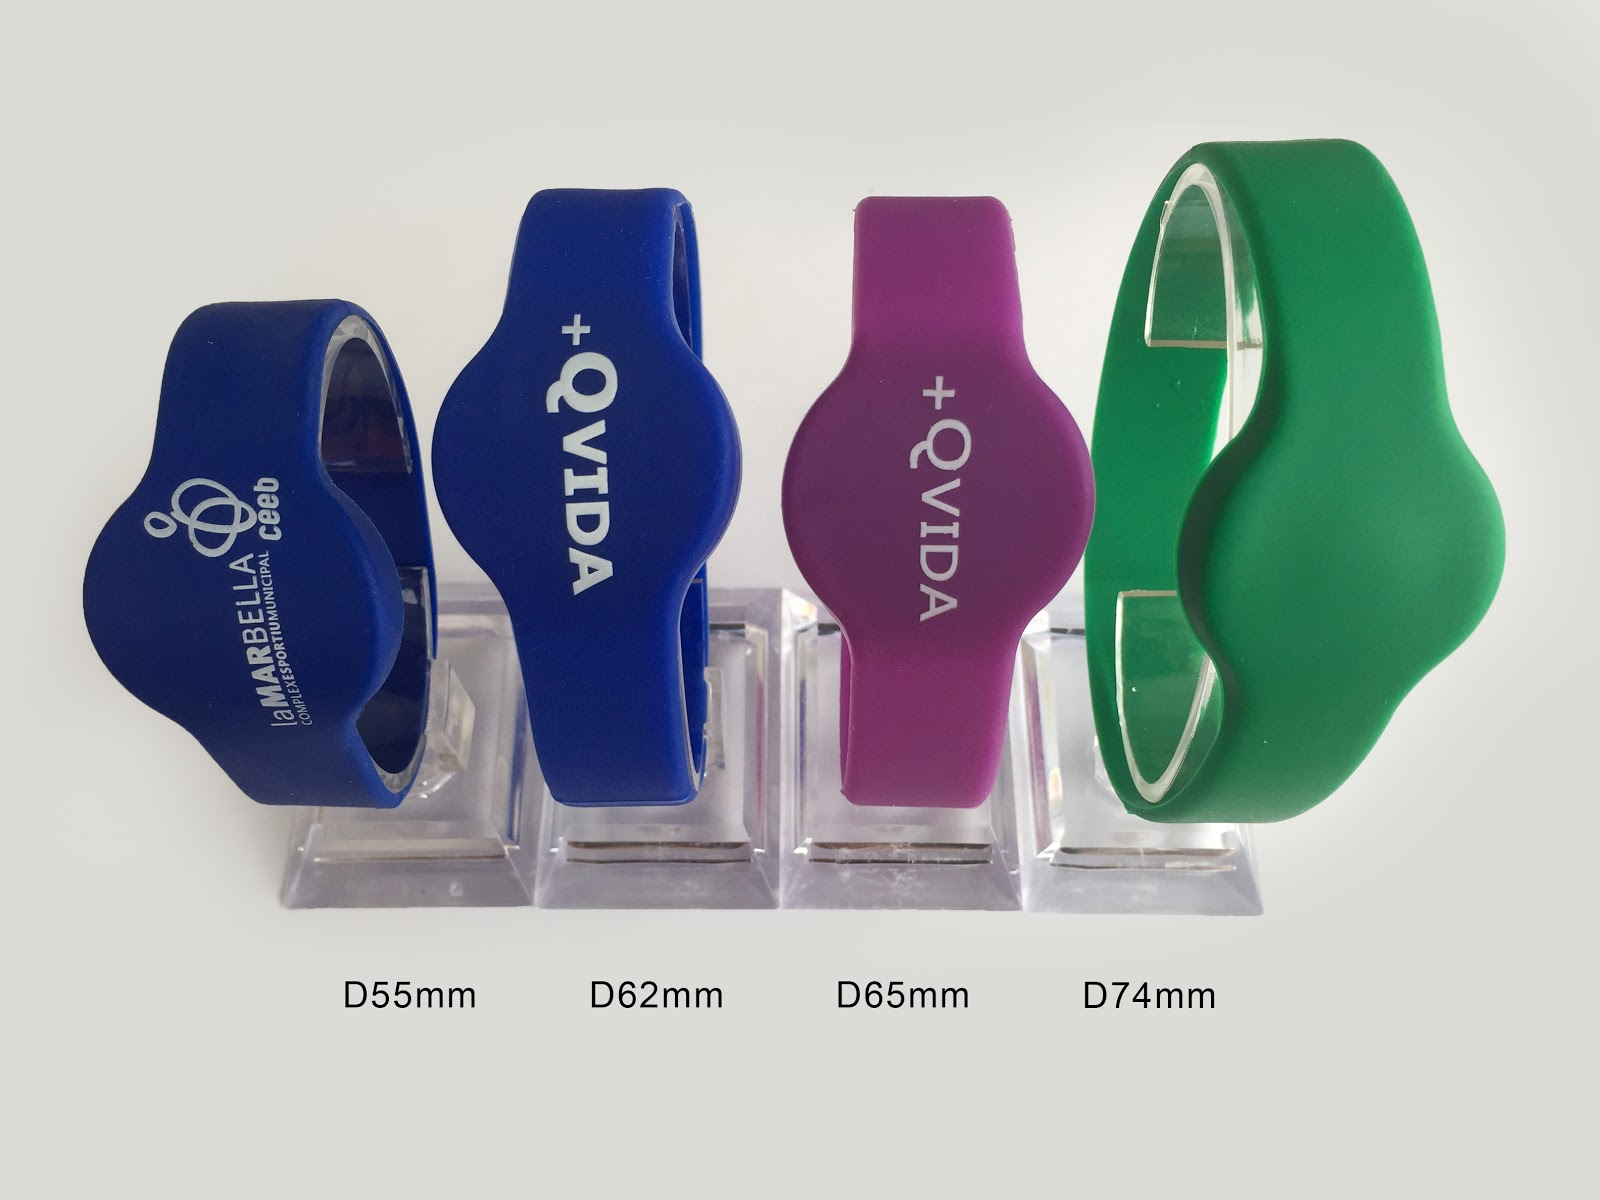 ceeb
laMARBELLA
COMPLEXESPORTIUMUNICIPAL
+QVIDA
+QVIDA
D55mm
D62mm
D65mm
D74mm